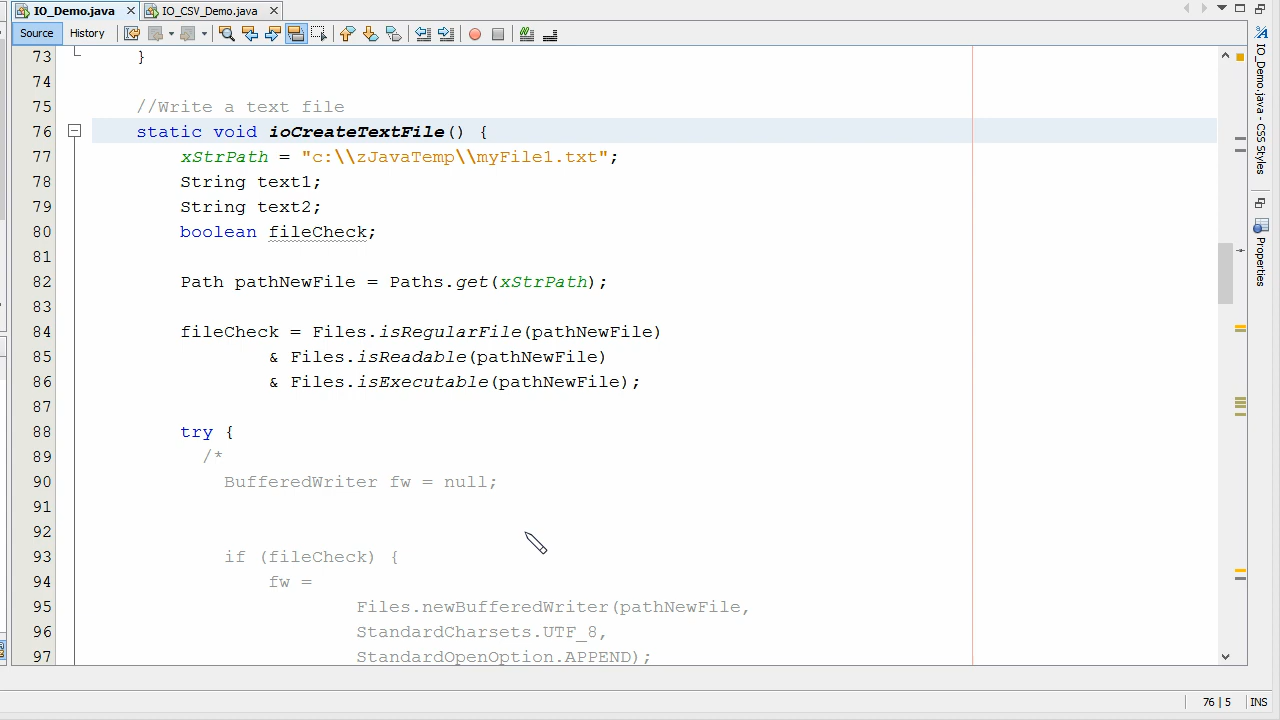 IO_Demo.java
IO_CSV_Demo.java
Source History
73 }
74
75 //Write a text file
76 static void ioCreateTextFile() {
77 xStrPath = "c:\\zJavaTemp\\myFile1.txt";
78 String text1;
79 String text2;
80 boolean fileCheck;
81
82 Path pathNewFile = Paths.get(xStrPath);
83
84 fileCheck = Files.isRegularFile(pathNewFile)
85 & Files.isReadable(pathNewFile)
86 & Files.isExecutable(pathNewFile);
87
88 try {
89 /*
90 BufferedWriter fw = null;
91
92
93 if (fileCheck) {
94 fw =
95 Files.newBufferedWriter(pathNewFile,
96 StandardCharsets.UTF_8,
97 StandardOpenOption.APPEND);
IO_Demo.java - CSS Styles
Properties
76 | 5 INS